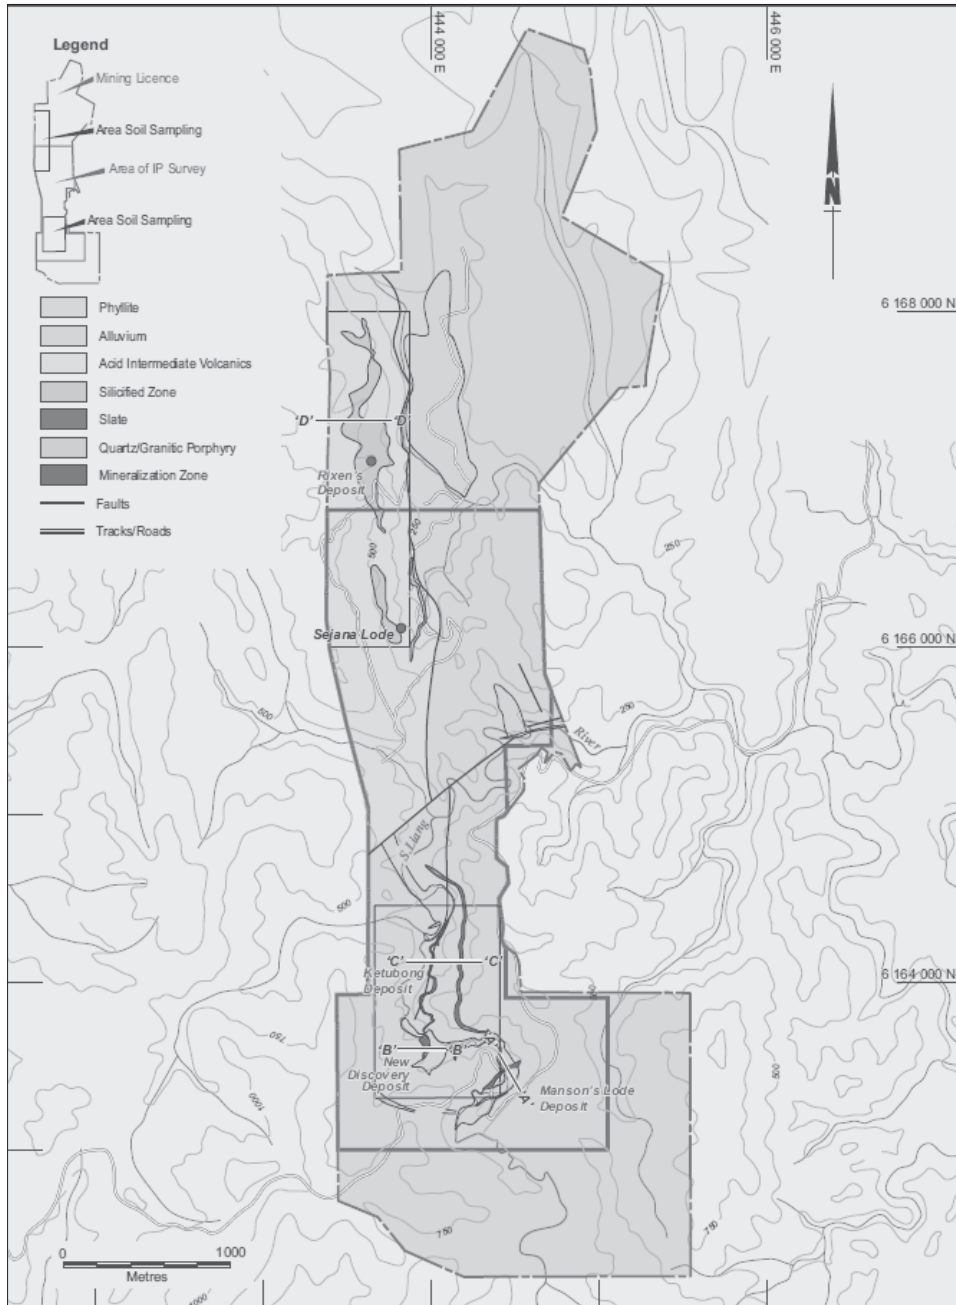 444 000 E
446 000 E
Legend
Mining Licence
Area Soil Sampling
Area of IP Survey
Area Soil Sampling
Phyllite
Alluvium
Acid Intermediate Volcanics
Silicified Zone
Slate
Quartz/Granitic Porphyry
Mineralization Zone
Faults
Tracks/Roads
N
6 168 000 N
'D'
'D
Rixen's
Deposit
250
500
250
Sejana Lode
6 166 000 N
500
250
River
S.Liang
500
'C'
'C'
Ketubong
Deposit
6 164 000 N
750
'B'
'B'
'A'
New
Discovery
Deposit
Manson's Lode
Deposit
'A'
500
1000
750
750
0
1000
Metres
1000